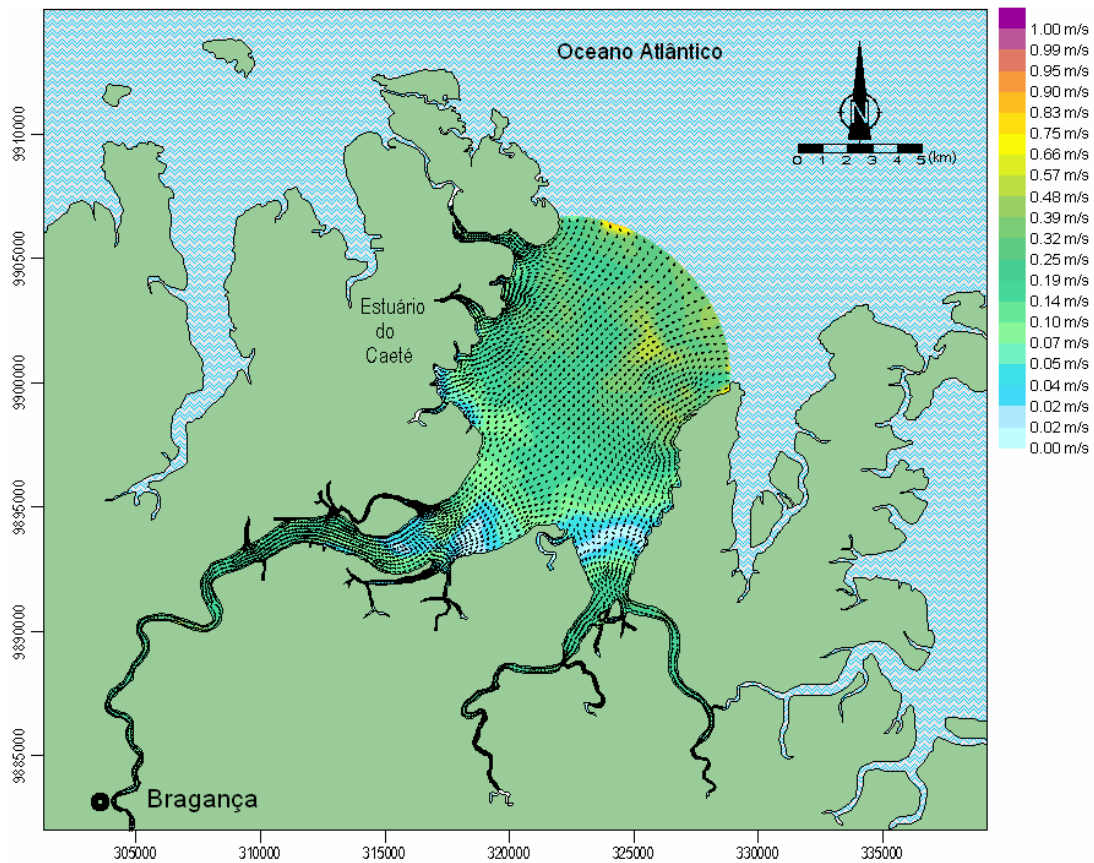 Oceano Atlântico
N
0 2 3 4 5 (km)
1.00 m/s
0.99 m/s
0.95 m/s
0.90 m/s
0.83 m/s
0.75 m/s
0.66 m/s
0.57 m/s
0.48 m/s
0.39 m/s
0.32 m/s
0.25 m/s
0.19 m/s
0.14 m/s
0.10 m/s
0.07 m/s
0.05 m/s
0.04 m/s
0.02 m/s
0.00 m/s
Estuário
do
Caeté
Bragança
9910000
9905000
9900000
9895000
9890000
9885000
305000 310000 315000 320000 325000 330000 335000